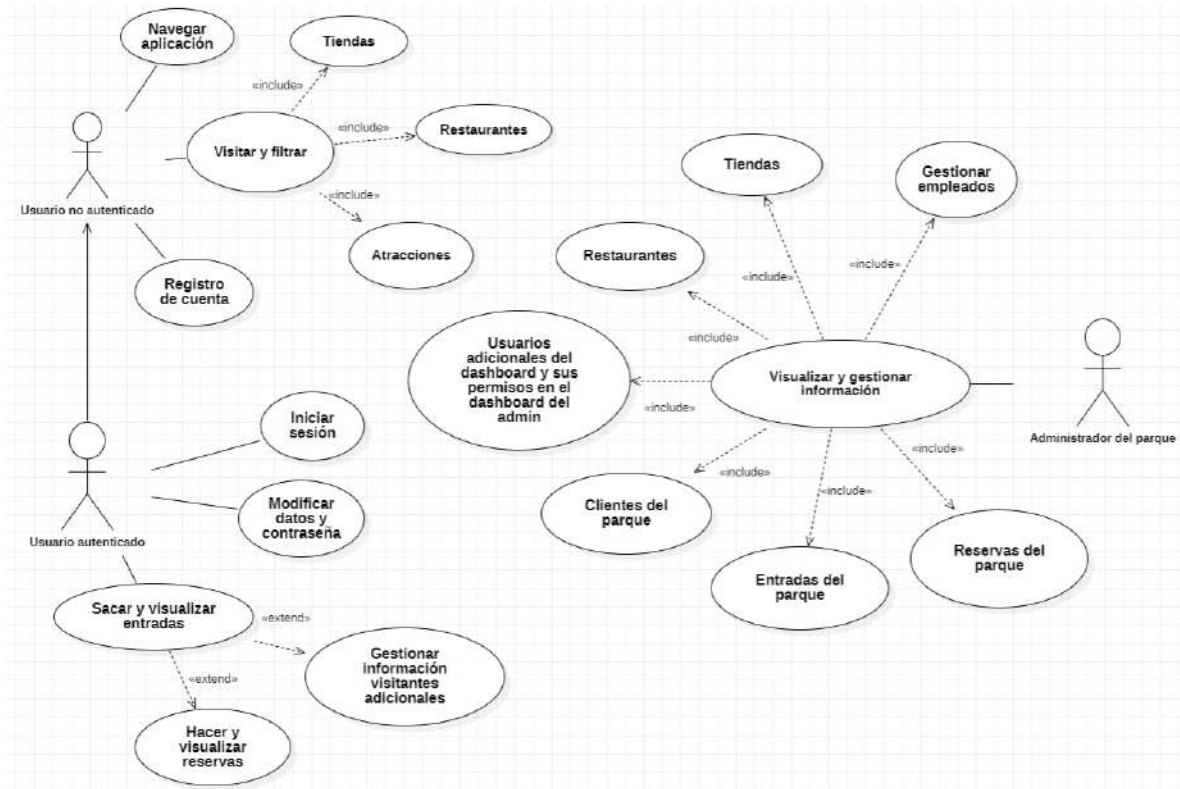 Navegar
aplicación
Tiendas
«include»
«include»
Restaurantes
Visitar y filtrar
«include»
Usuario no autenticado
Atracciones
Registro
de cuenta
Tiendas
Gestionar
empleados
Restaurantes
«include»
«include»
«include»
Usuarios
adicionales del
dashboard y sus
permisos en el
dashboard del
admin
Visualizar y gestionar
información
«include»
Administrador del parque
«include»
«include»
«include»
Clientes del
parque
Entradas del
parque
Reservas del
parque
Iniciar
sesión
Modificar
datos y
contraseña
Usuario autenticado
Sacar y visualizar
entradas
«extend»
«extend»
Gestionar
información
visitantes
adicionales
Hacer y
visualizar
reservas